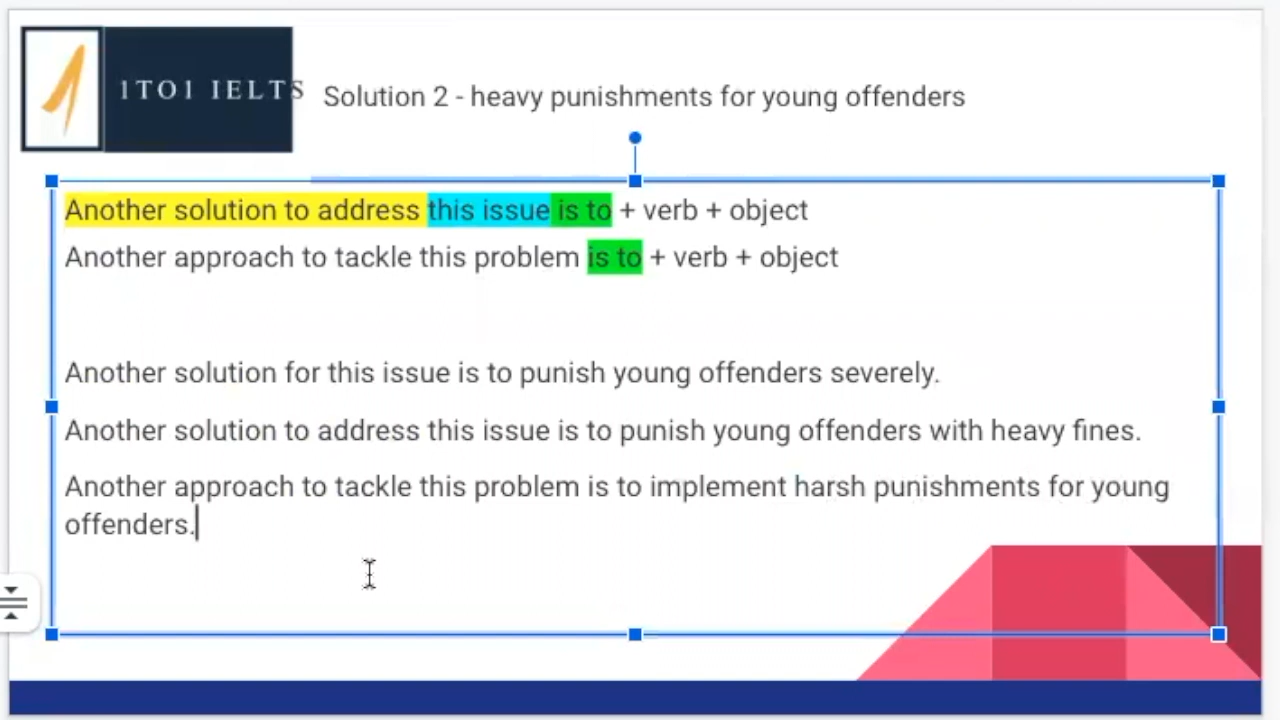 1TO1 IELTS
Solution 2 - heavy punishments for young offenders
Another solution to address this issue is to + verb + object
Another approach to tackle this problem is to + verb + object
Another solution for this issue is to punish young offenders severely.
Another solution to address this issue is to punish young offenders with heavy fines.
Another approach to tackle this problem is to implement harsh punishments for young
offenders.